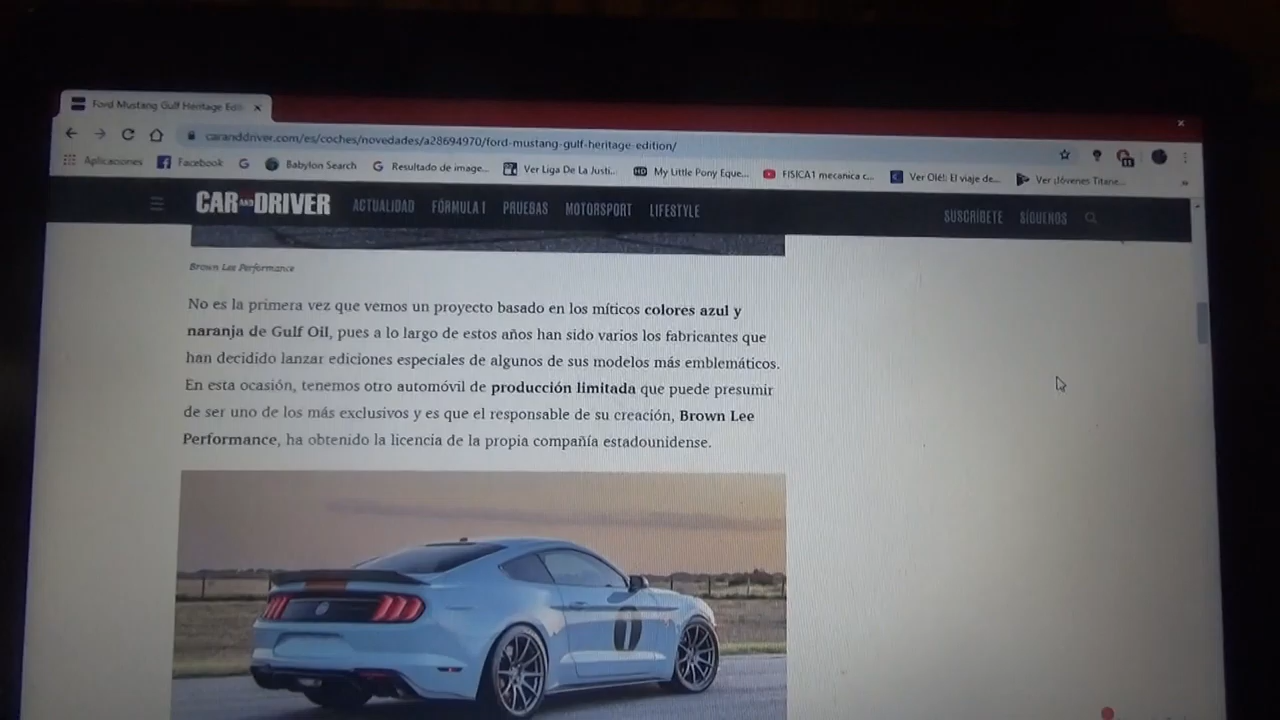 Ford Mustang Gulf Heritage Edi
caranddriver.com/es/coches/novedades/a28694970/ford-mustang-gulf-heritage-edition/
Aplicaciones Facebook Babylon Search Resultado de image... Ver Liga De La Justi... My Little Pony Eque... FISICA1 mecanica c... Ver Olé!: El viaje de... Ver ¡Jóvenes Titane...
CAR AND DRIVER ACTUALIDAD FÓRMULA 1 PRUEBAS MOTORSPORT LIFESTYLE SUSCRÍBETE SÍGUENOS
Brown Lee Performance
No es la primera vez que vemos un proyecto basado en los míticos colores azul y
naranja de Gulf Oil, pues a lo largo de estos años han sido varios los fabricantes que
han decidido lanzar ediciones especiales de algunos de sus modelos más emblemáticos.
En esta ocasión, tenemos otro automóvil de producción limitada que puede presumir
de ser uno de los más exclusivos y es que el responsable de su creación, Brown Lee
Performance, ha obtenido la licencia de la propia compañía estadounidense.
1